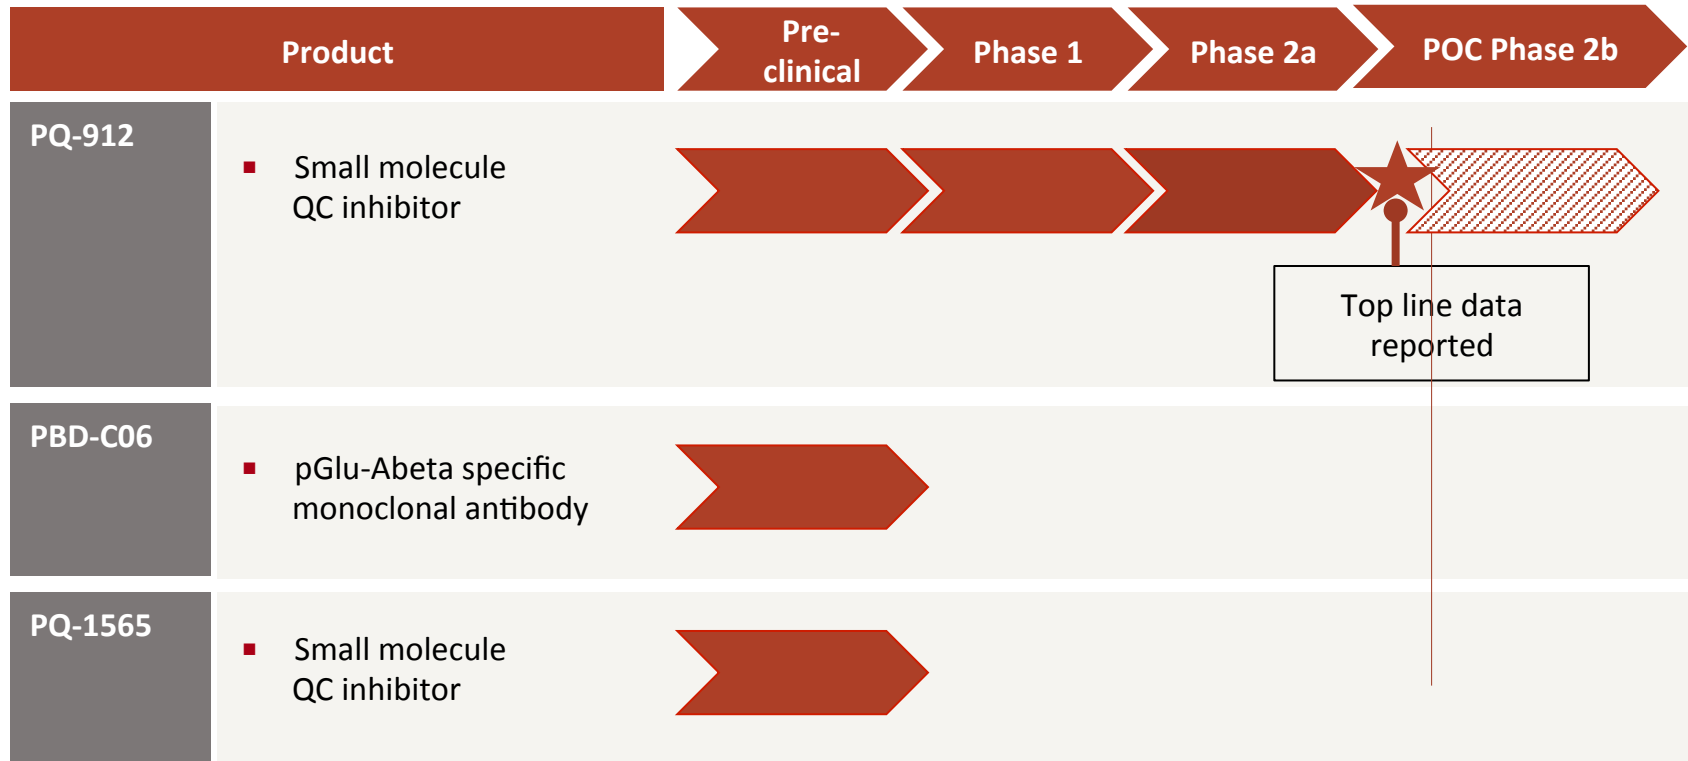 Product
Pre-
clinical
Phase 1
Phase 2a
POC Phase 2b
PQ-912
▪ Small molecule
QC inhibitor
Top line data
reported
PBD-C06
▪ pGlu-Abeta specific
monoclonal antibody
PQ-1565
▪ Small molecule
QC inhibitor